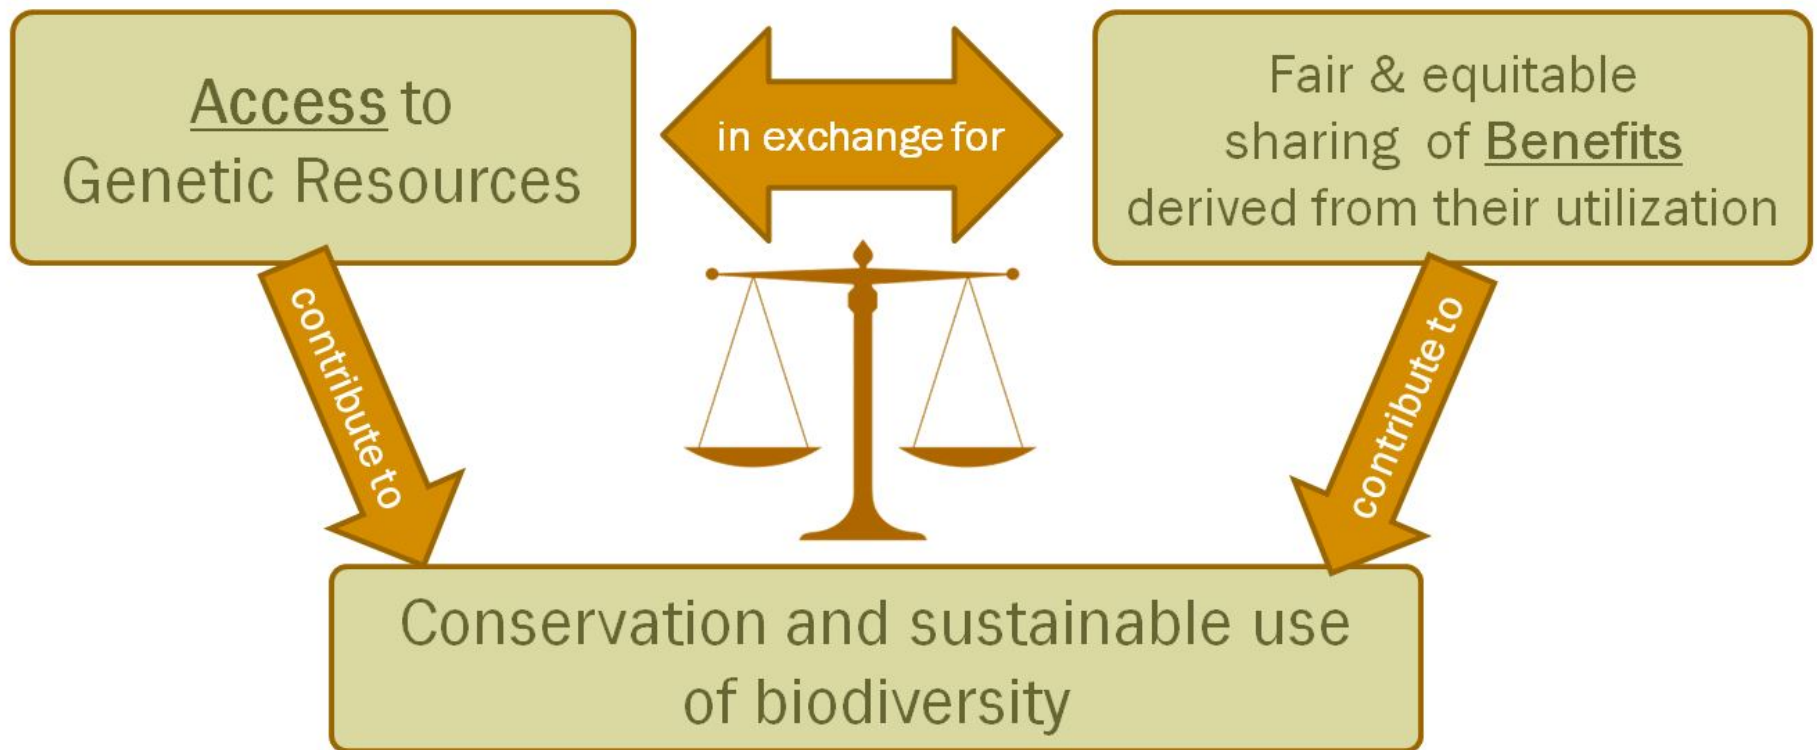 Access to
Genetic Resources
in exchange for
Fair & equitable
sharing of Benefits
derived from their utilization
contribute to
contribute to
Conservation and sustainable use
of biodiversity